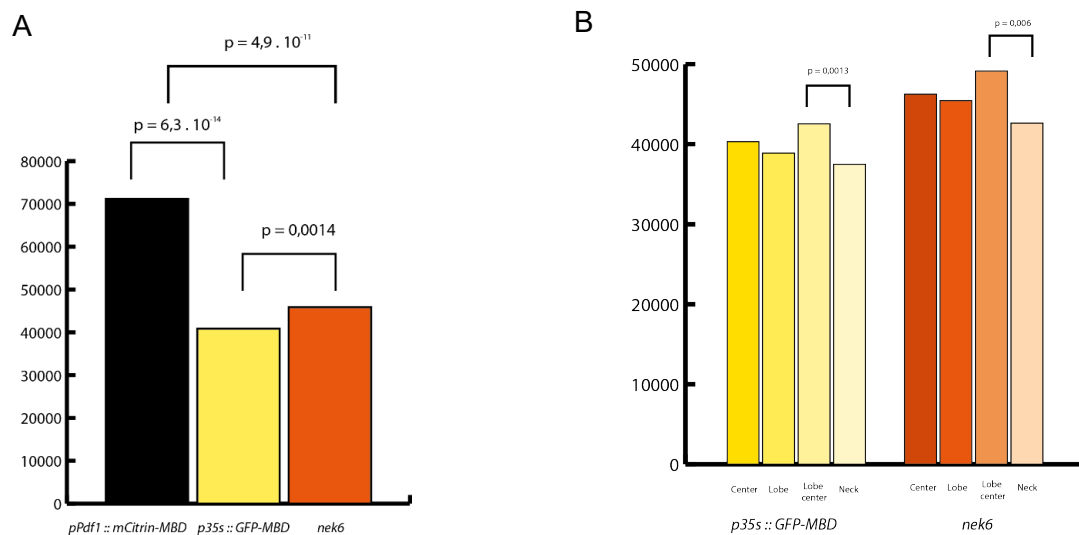 A
p = 4,9 . 10-11
p = 6,3 . 10-14
p = 0,0014
80000
70000
60000
50000
40000
30000
20000
10000
0
pPdf1 :: mCitrin-MBD p35s :: GFP-MBD nek6
B
p = 0,006
p = 0,0013
50000
40000
30000
20000
10000
0
Center Lobe Lobe center Neck Center Lobe Lobe center Neck
p35s :: GFP-MBD nek6